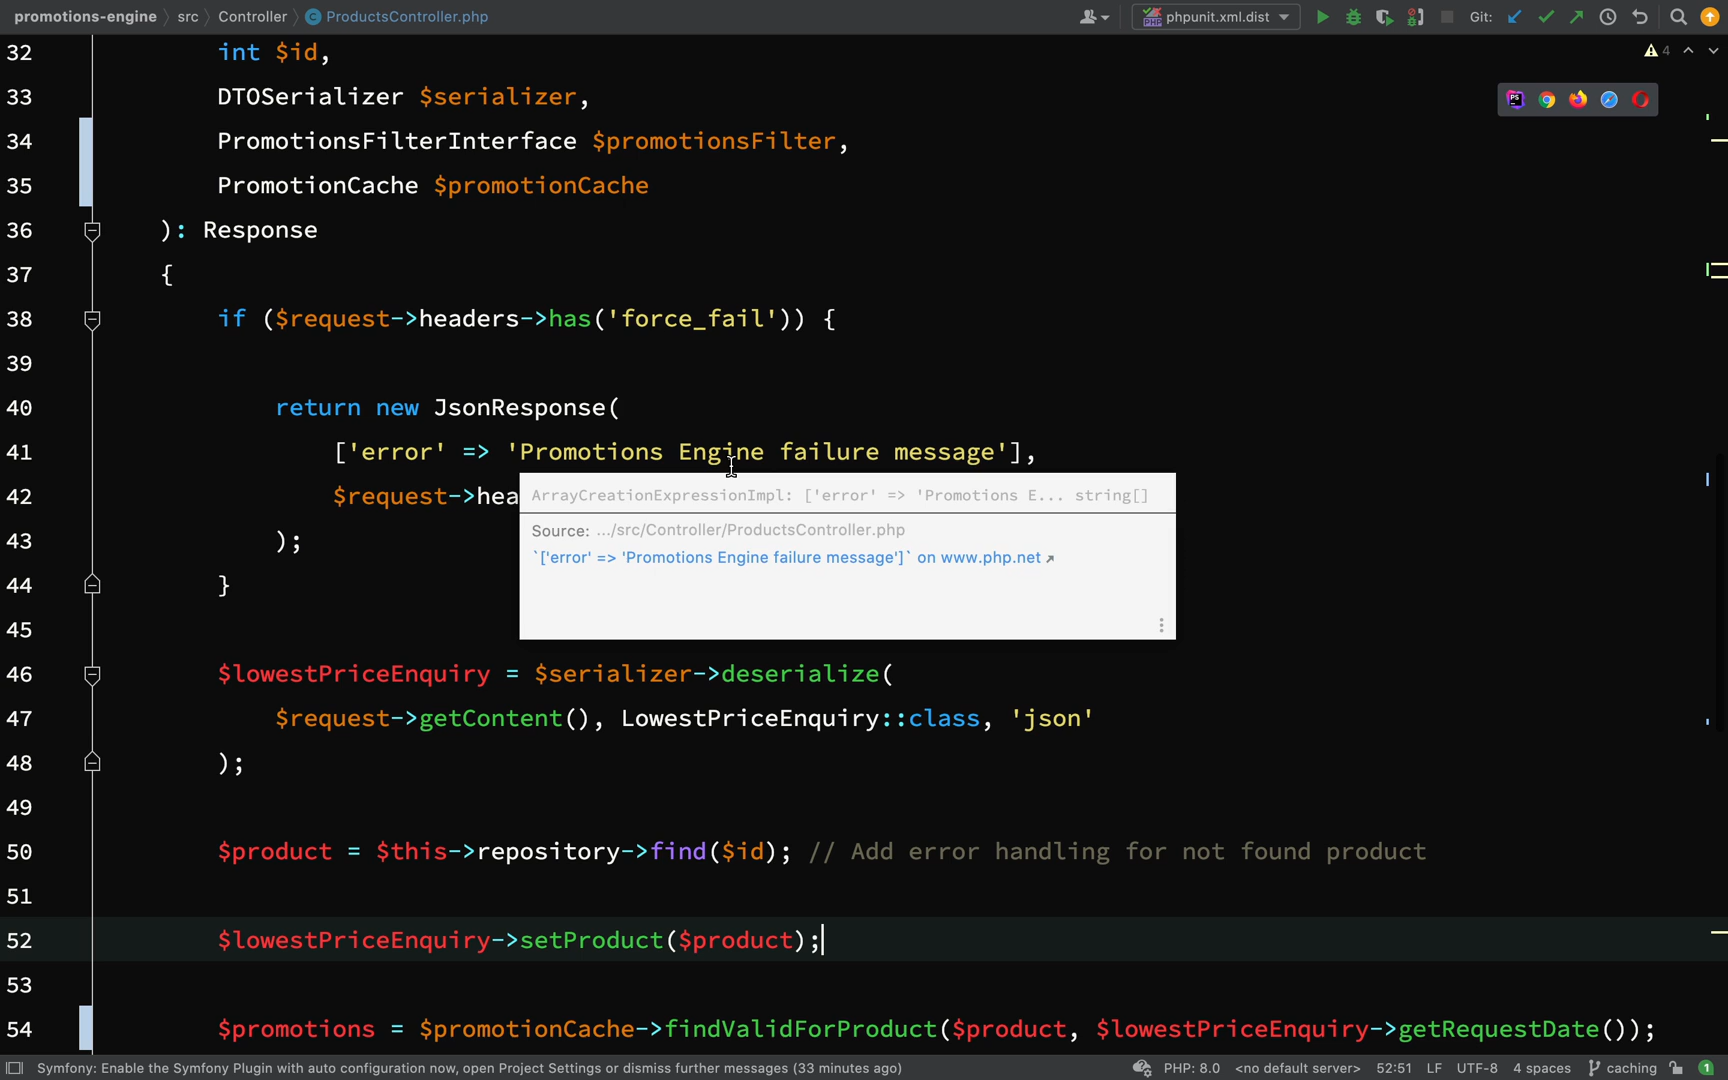 promotions-engine src Controller ProductsController.php phpunit.xml.dist Git:
4
32 int $id,
33 DTOSerializer $serializer,
34 PromotionsFilterInterface $promotionsFilter,
35 PromotionCache $promotionCache
36 ): Response
37 {
38 if ($request->headers->has('force_fail')) {
39
40 return new JsonResponse(
41 ['error' => 'Promotions Engine failure message'],
42 $request->hea
ArrayCreationExpressionImpl: ['error' => 'Promotions E... string[]
Source: .../src/Controller/ProductsController.php
`['error' => 'Promotions Engine failure message']` on www.php.net
43 );
44 }
45
46 $lowestPriceEnquiry = $serializer->deserialize(
47 $request->getContent(), LowestPriceEnquiry::class, 'json'
48 );
49
50 $product = $this->repository->find($id); // Add error handling for not found product
51
52 $lowestPriceEnquiry->setProduct($product);
53
54 $promotions = $promotionCache->findValidForProduct($product, $lowestPriceEnquiry->getRequestDate());
Symfony: Enable the Symfony Plugin with auto configuration now, open Project Settings or dismiss further messages (33 minutes ago) PHP: 8.0 <no default server> 52:51 LF UTF-8 4 spaces caching 1